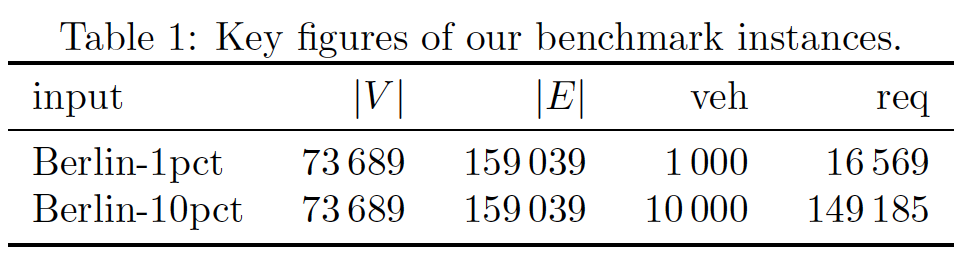 Table 1: Key figures of our benchmark instances.
input |V| |E| veh req
Berlin-1pct 73 689 159 039 1 000 16 569
Berlin-10pct 73 689 159 039 10 000 149 185